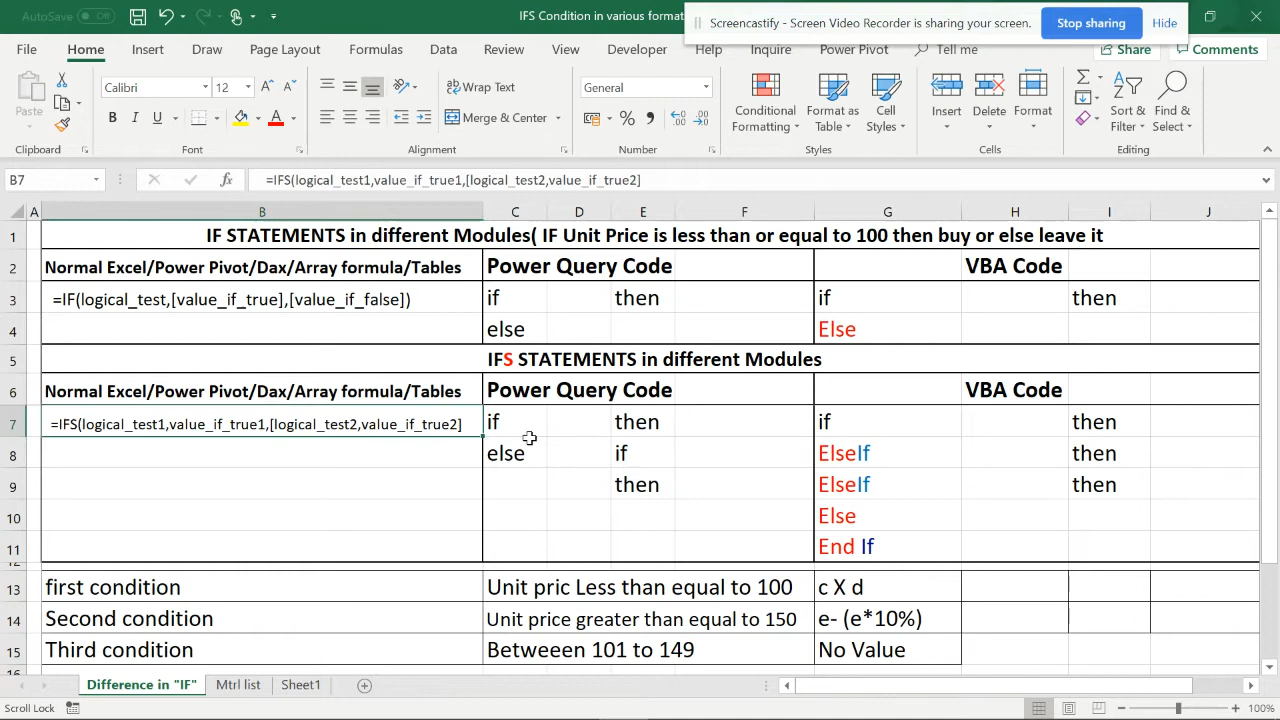 AutoSave Off
IFS Condition in various format
Screencastify - Screen Video Recorder is sharing your screen. Stop sharing Hide
File Home Insert Draw Page Layout Formulas Data Review View Developer Help Inquire Power Pivot Tell me Share Comments
Paste
Clipboard
Calibri 12
B I U
Font
Wrap Text
Merge & Center
Alignment
General
Number
Conditional Formatting
Format as Table
Cell Styles
Styles
Insert Delete Format
Cells
Sort & Filter
Find & Select
Editing
B7 fx =IFS(logical_test1,value_if_true1,[logical_test2,value_if_true2]
A B C D E F G H I J
1 IF STATEMENTS in different Modules( IF Unit Price is less than or equal to 100 then buy or else leave it
2 Normal Excel/Power Pivot/Dax/Array formula/Tables Power Query Code VBA Code
3 =IF(logical_test,[value_if_true],[value_if_false]) if then if then
4 else Else
5 IFS STATEMENTS in different Modules
6 Normal Excel/Power Pivot/Dax/Array formula/Tables Power Query Code VBA Code
7 =IFS(logical_test1,value_if_true1,[logical_test2,value_if_true2] if then if then
8 else if ElseIf then
9 then ElseIf then
10 Else
11 End If
12
13 first condition Unit pric Less than equal to 100 c X d
14 Second condition Unit price greater than equal to 150 e- (e*10%)
15 Third condition Betweeen 101 to 149 No Value
16
Difference in "IF" Mtrl list Sheet1
Scroll Lock 100%